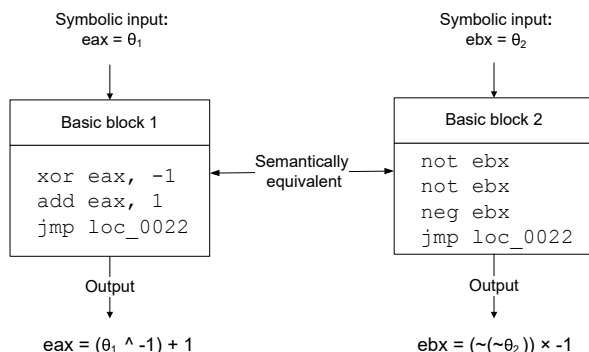 Symbolic input:
eax = θ₁
Basic block 1
xor eax, -1
add eax, 1
jmp loc_0022
Output
eax = (θ₁ ^ -1) + 1
Semantically
equivalent
Symbolic input:
ebx = θ₂
Basic block 2
not ebx
not ebx
neg ebx
jmp loc_0022
Output
ebx = (~(~θ₂)) × -1